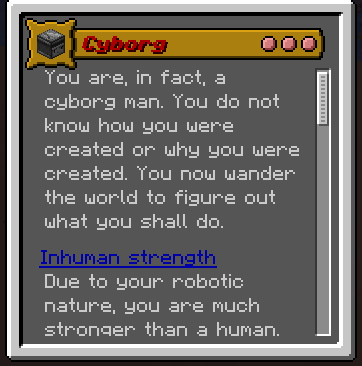 Cyborg
You are, in fact, a
cyborg man. You do not
know how you were
created or why you were
created. You now wander
the world to figure out
what you shall do.
Inhuman strength
Due to your robotic
nature, you are much
stronger than a human.